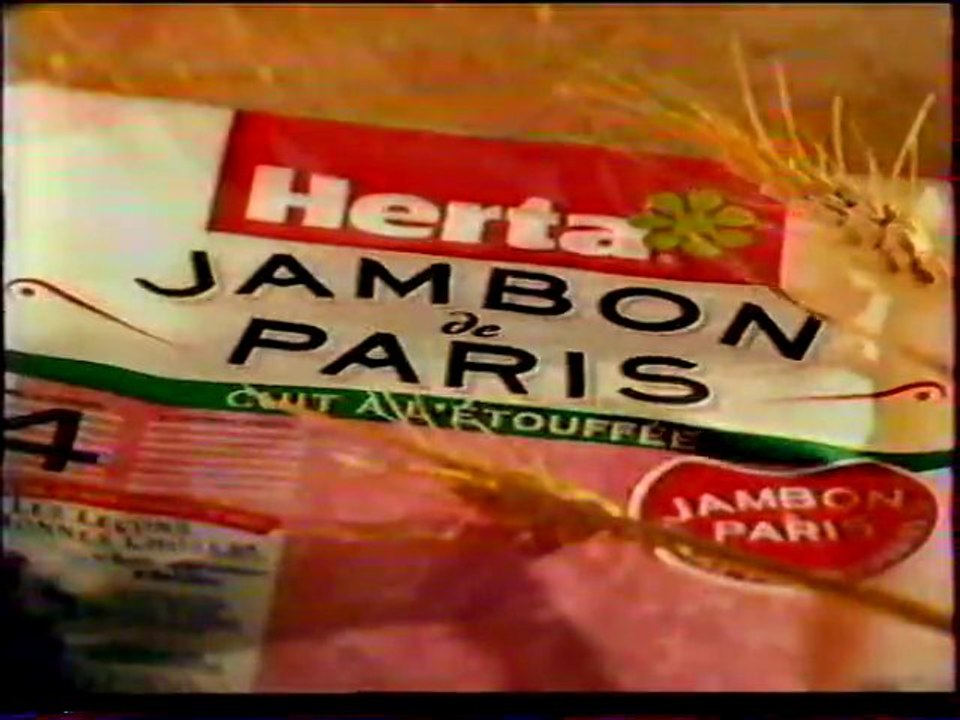 Herta
JAMBON
de
PARIS
CUIT À L'ÉTOUFFÉE
4
JAMBON
PARIS